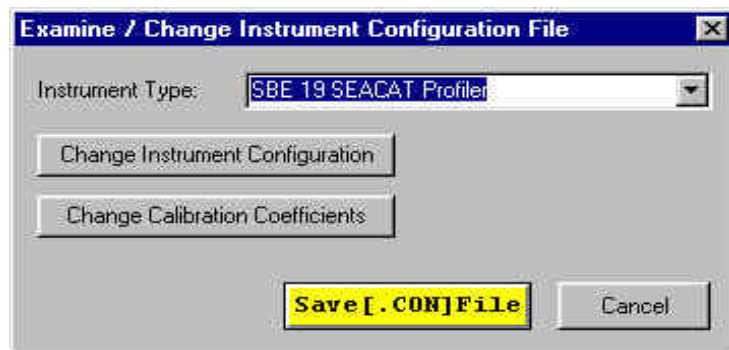 Examine / Change Instrument Configuration File
Instrument Type: SBE 19 SEACAT Profiler
Change Instrument Configuration
Change Calibration Coefficients
Save[.CON]File Cancel